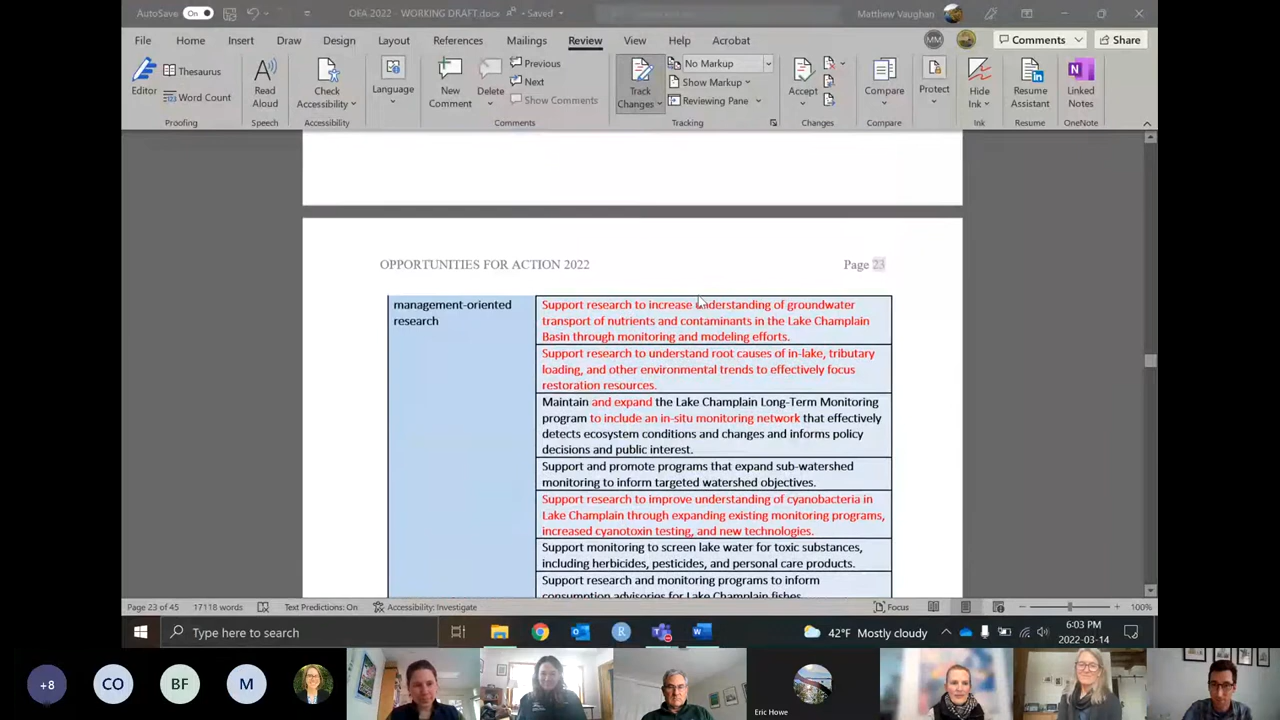 AutoSave On OFA 2022 - WORKING DRAFT.docx Saved Matthew Vaughan
File Home Insert Draw Design Layout References Mailings Review View Help Acrobat MM Comments Share
Editor
Thesaurus
Word Count
Proofing
Read Aloud
Speech
Check Accessibility
Accessibility
Language
New Comment
Delete
Previous
Next
Show Comments
Comments
Track Changes
No Markup
Show Markup
Reviewing Pane
Tracking
Accept
Changes
Compare
Compare
Protect
Hide Ink
Ink
Resume Assistant
Resume
Linked Notes
OneNote
OPPORTUNITIES FOR ACTION 2022 Page 23
management-oriented
research
Support research to increase understanding of groundwater
transport of nutrients and contaminants in the Lake Champlain
Basin through monitoring and modeling efforts.
Support research to understand root causes of in-lake, tributary
loading, and other environmental trends to effectively focus
restoration resources.
Maintain and expand the Lake Champlain Long-Term Monitoring
program to include an in-situ monitoring network that effectively
detects ecosystem conditions and changes and informs policy
decisions and public interest.
Support and promote programs that expand sub-watershed
monitoring to inform targeted watershed objectives.
Support research to improve understanding of cyanobacteria in
Lake Champlain through expanding existing monitoring programs,
increased cyanotoxin testing, and new technologies.
Support monitoring to screen lake water for toxic substances,
including herbicides, pesticides, and personal care products.
Support research and monitoring programs to inform
consumption advisories for Lake Champlain fishes
Page 23 of 45 17118 words Text Predictions: On Accessibility: Investigate Focus 100%
Type here to search
R
42°F Mostly cloudy
6:03 PM
2022-03-14
+8 CO BF M
Eric Howe